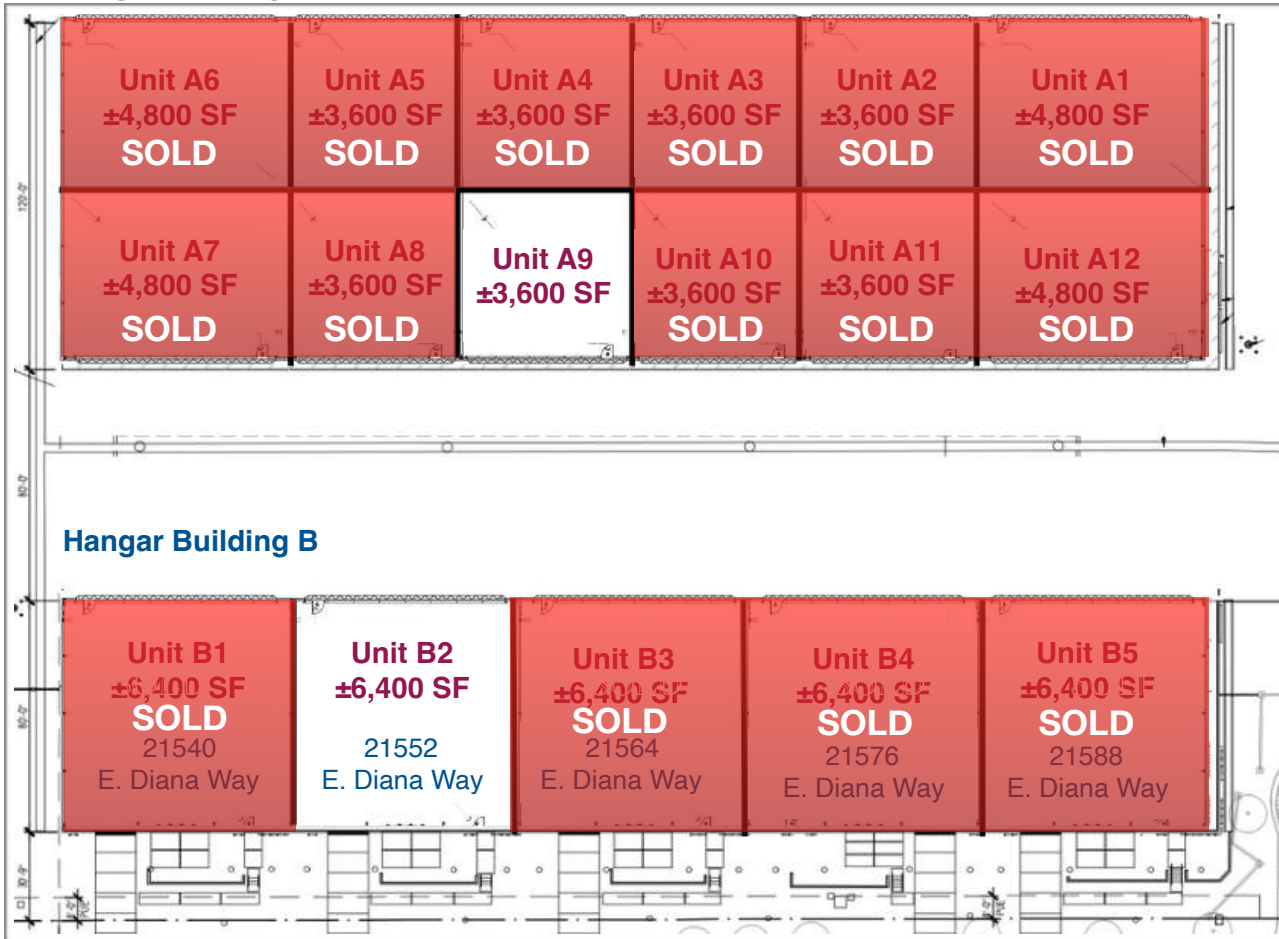 Unit A6
±4,800 SF
SOLD
Unit A5
±3,600 SF
SOLD
Unit A4
±3,600 SF
SOLD
Unit A3
±3,600 SF
SOLD
Unit A2
±3,600 SF
SOLD
Unit A1
±4,800 SF
SOLD
120'-0"
Unit A7
±4,800 SF
SOLD
Unit A8
±3,600 SF
SOLD
Unit A9
±3,600 SF
Unit A10
±3,600 SF
SOLD
Unit A11
±3,600 SF
SOLD
Unit A12
±4,800 SF
SOLD
Hangar Building B
Unit B1
±6,400 SF
SOLD
21540
E. Diana Way
Unit B2
±6,400 SF
21552
E. Diana Way
Unit B3
±6,400 SF
SOLD
21564
E. Diana Way
Unit B4
±6,400 SF
SOLD
21576
E. Diana Way
Unit B5
±6,400 SF
SOLD
21588
E. Diana Way
30'-9"
PUE
PUE